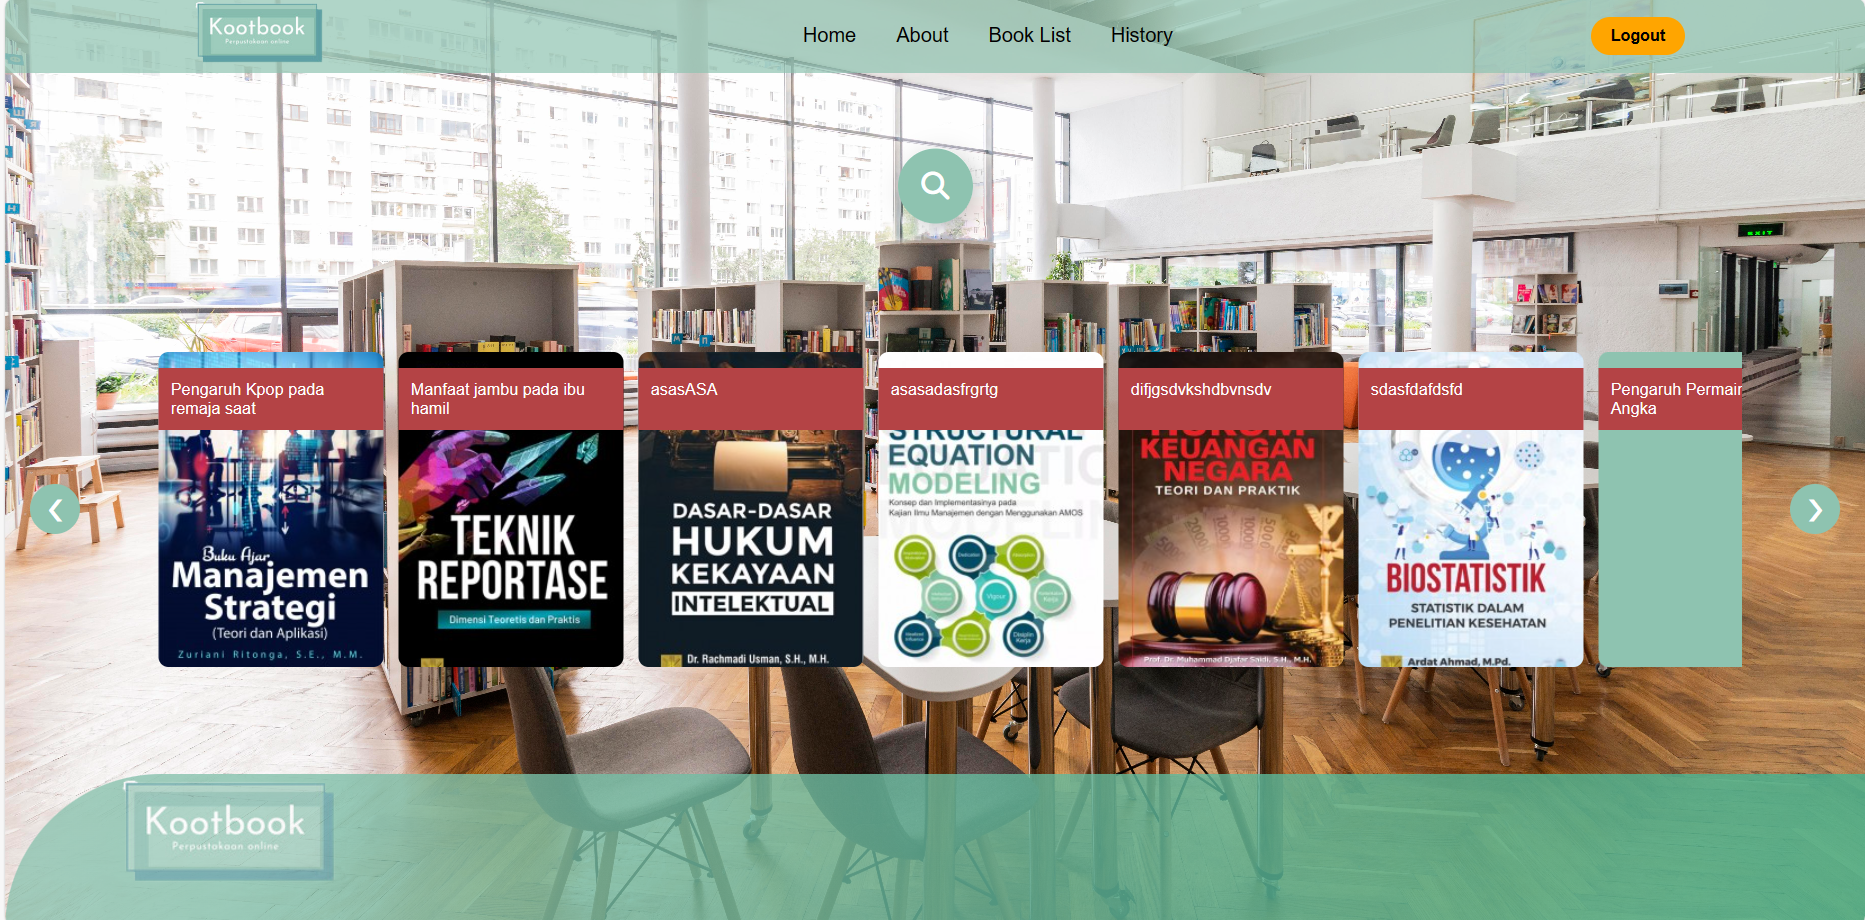 Kootbook
Perpustakaan online
Home
About
Book List
History
Logout
EXIT
Pengaruh Kpop pada
remaja saat
Buku Ajar
Manajemen
Strategi
(Teori dan Aplikasi)
Zuriani Ritonga, S.E., M.M.
Manfaat jambu pada ibu
hamil
TEKNIK
REPORTASE
Dimensi Teoretis dan Praktis
asasASA
DASAR-DASAR
HUKUM
KEKAYAAN
INTELEKTUAL
Dr. Rachmadi Usman, S.H., M.H.
asasadasfrgrtg
STRUCTURAL
EQUATION
MODELING
Konsep dan Implementasinya pada
Kajian Ilmu Manajemen dengan Menggunakan AMOS
difjgsdvkshdbvnsdv
HUKUM
KEUANGAN
NEGARA
TEORI DAN PRAKTIK
Prof. Dr. Muhammad Djafar Saidi, S.H., M.H.
sdasfdafdsfd
BIOSTATISTIK
STATISTIK DALAM
PENELITIAN KESEHATAN
Ardat Ahmad, M.Pd.
Pengaruh Permair
Angka
Kootbook
Perpustakaan online